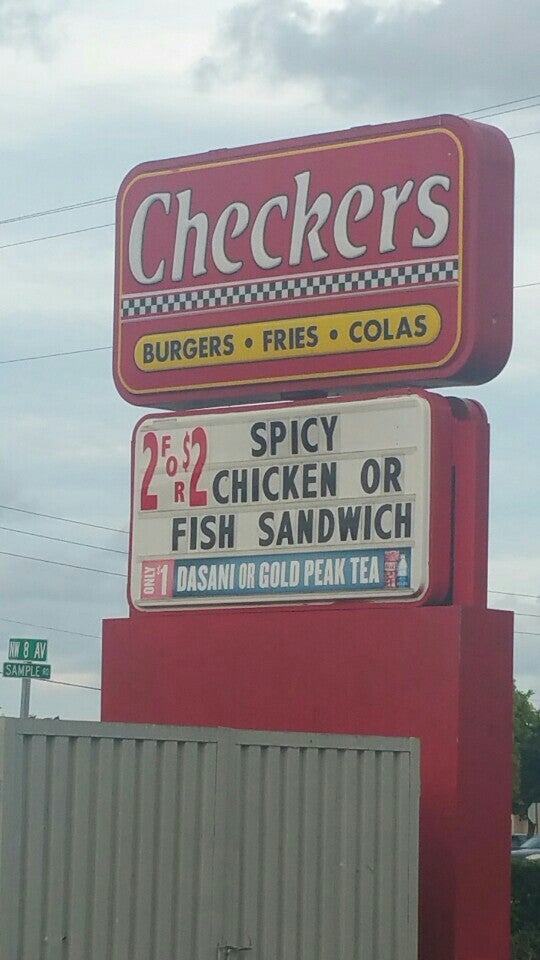 Checkers
BURGERS • FRIES • COLAS
2 FOR $2
SPICY
CHICKEN OR
FISH SANDWICH
ONLY $1 DASANI OR GOLD PEAK TEA
NW 8 AV
SAMPLE RD